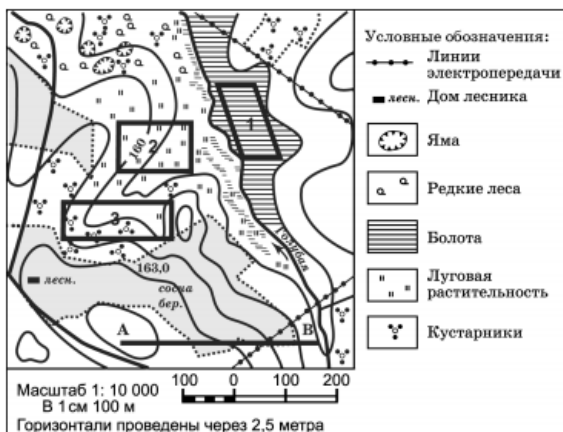 1
2
160
3
Голубая
163,0
сосна
бер.
лесн.
А
В
Условные обозначения:
Линии
электропередачи
лесн. Дом лесника
Яма
Редкие леса
Болота
Луговая
растительность
Кустарники
Масштаб 1: 10 000
В 1см 100 м
100 0 100 200
Горизонтали проведены через 2,5 метра